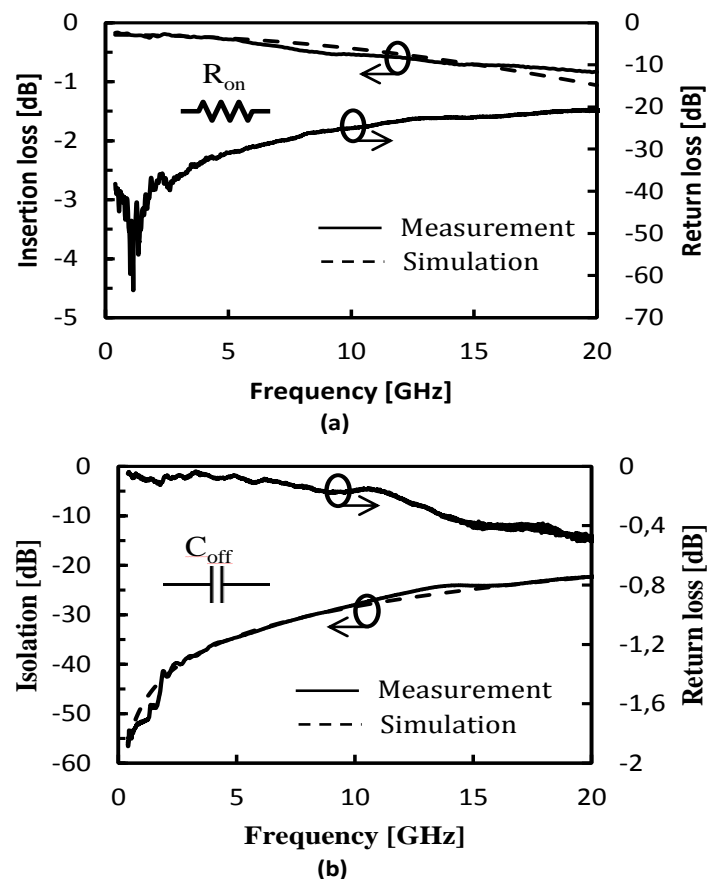 0
-1
-2
-3
-4
-5
Insertion loss [dB]
R_on
Measurement
Simulation
0
-10
-20
-30
-40
-50
-60
-70
Return loss [dB]
0 5 10 15 20
Frequency [GHz]
(a)
0
-10
-20
-30
-40
-50
-60
Isolation [dB]
C_off
Measurement
Simulation
0
-0,4
-0,8
-1,2
-1,6
-2
Return loss [dB]
0 5 10 15 20
Frequency [GHz]
(b)